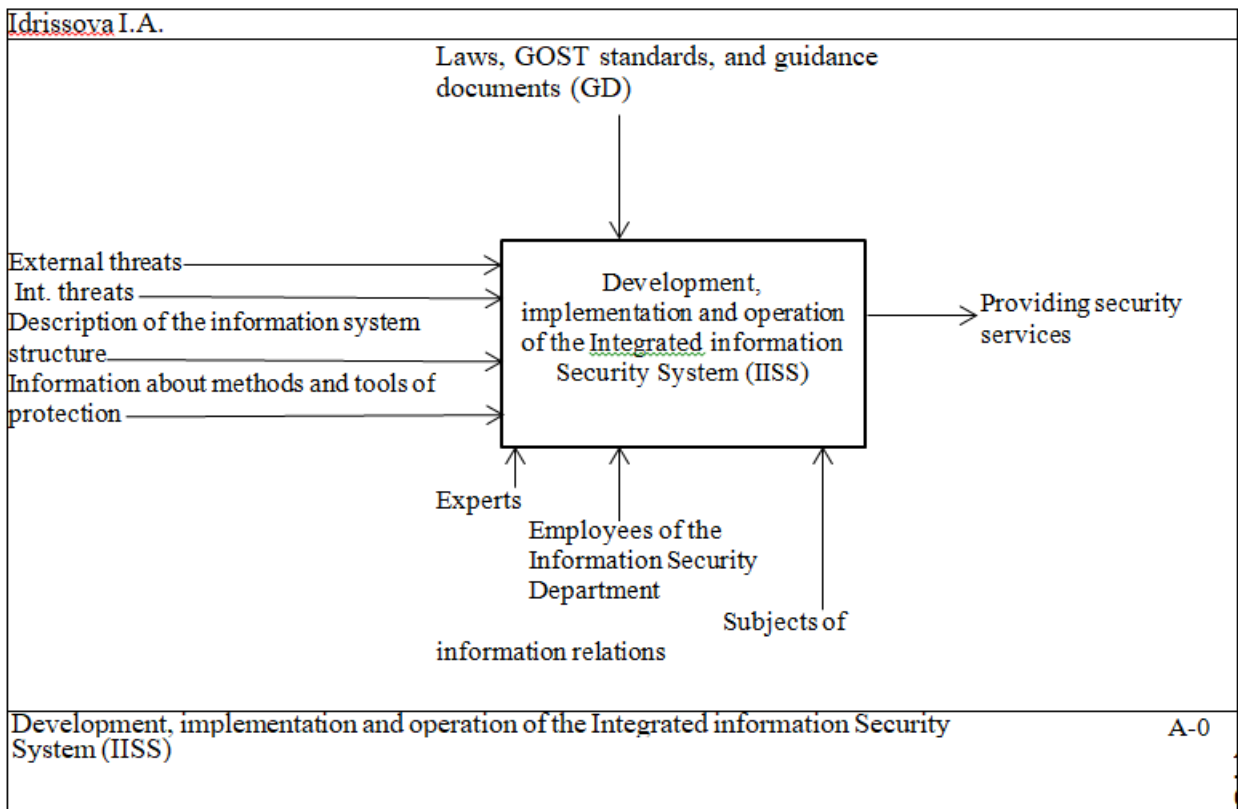 Idrissova I.A.
Laws, GOST standards, and guidance
documents (GD)
External threats
Int. threats
Description of the information system
structure
Information about methods and tools of
protection
Development,
implementation and operation
of the Integrated information
Security System (IISS)
Providing security
services
Experts
Employees of the
Information Security
Department
Subjects of
information relations
Development, implementation and operation of the Integrated information Security
System (IISS)
A-0